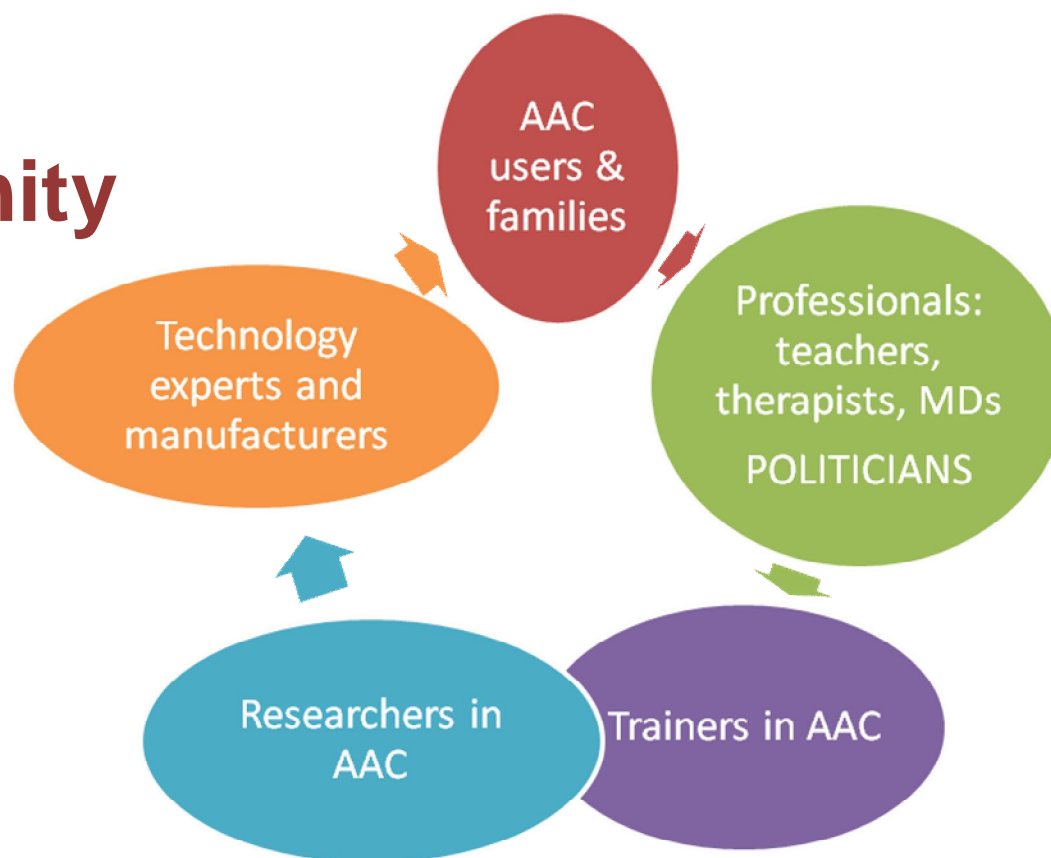 nity
AAC
users &
families
Technology
experts and
manufacturers
Professionals:
teachers,
therapists, MDs
POLITICIANS
Researchers in
AAC
Trainers in AAC